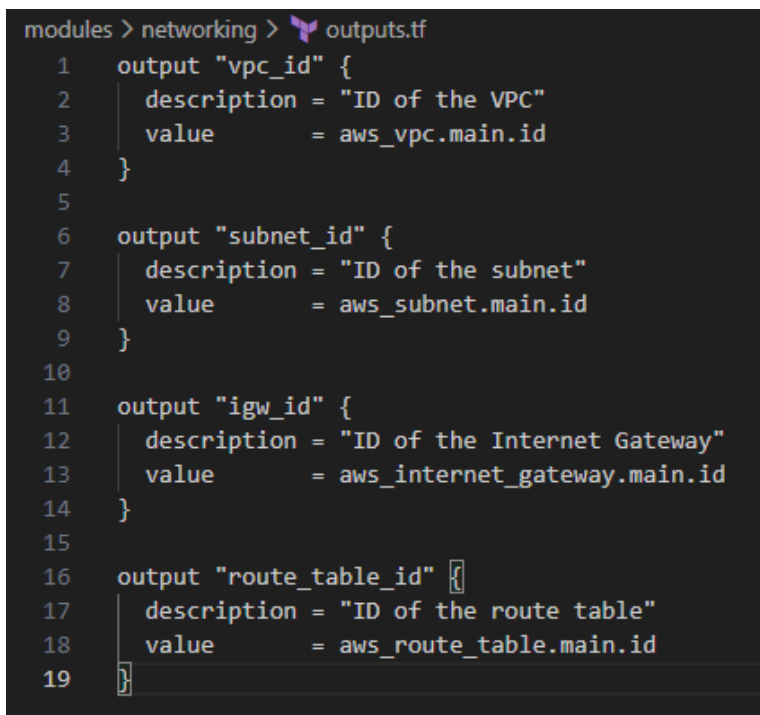 modules > networking > outputs.tf
1 output "vpc_id" {
2 description = "ID of the VPC"
3 value = aws_vpc.main.id
4 }
5
6 output "subnet_id" {
7 description = "ID of the subnet"
8 value = aws_subnet.main.id
9 }
10
11 output "igw_id" {
12 description = "ID of the Internet Gateway"
13 value = aws_internet_gateway.main.id
14 }
15
16 output "route_table_id" {
17 description = "ID of the route table"
18 value = aws_route_table.main.id
19 }